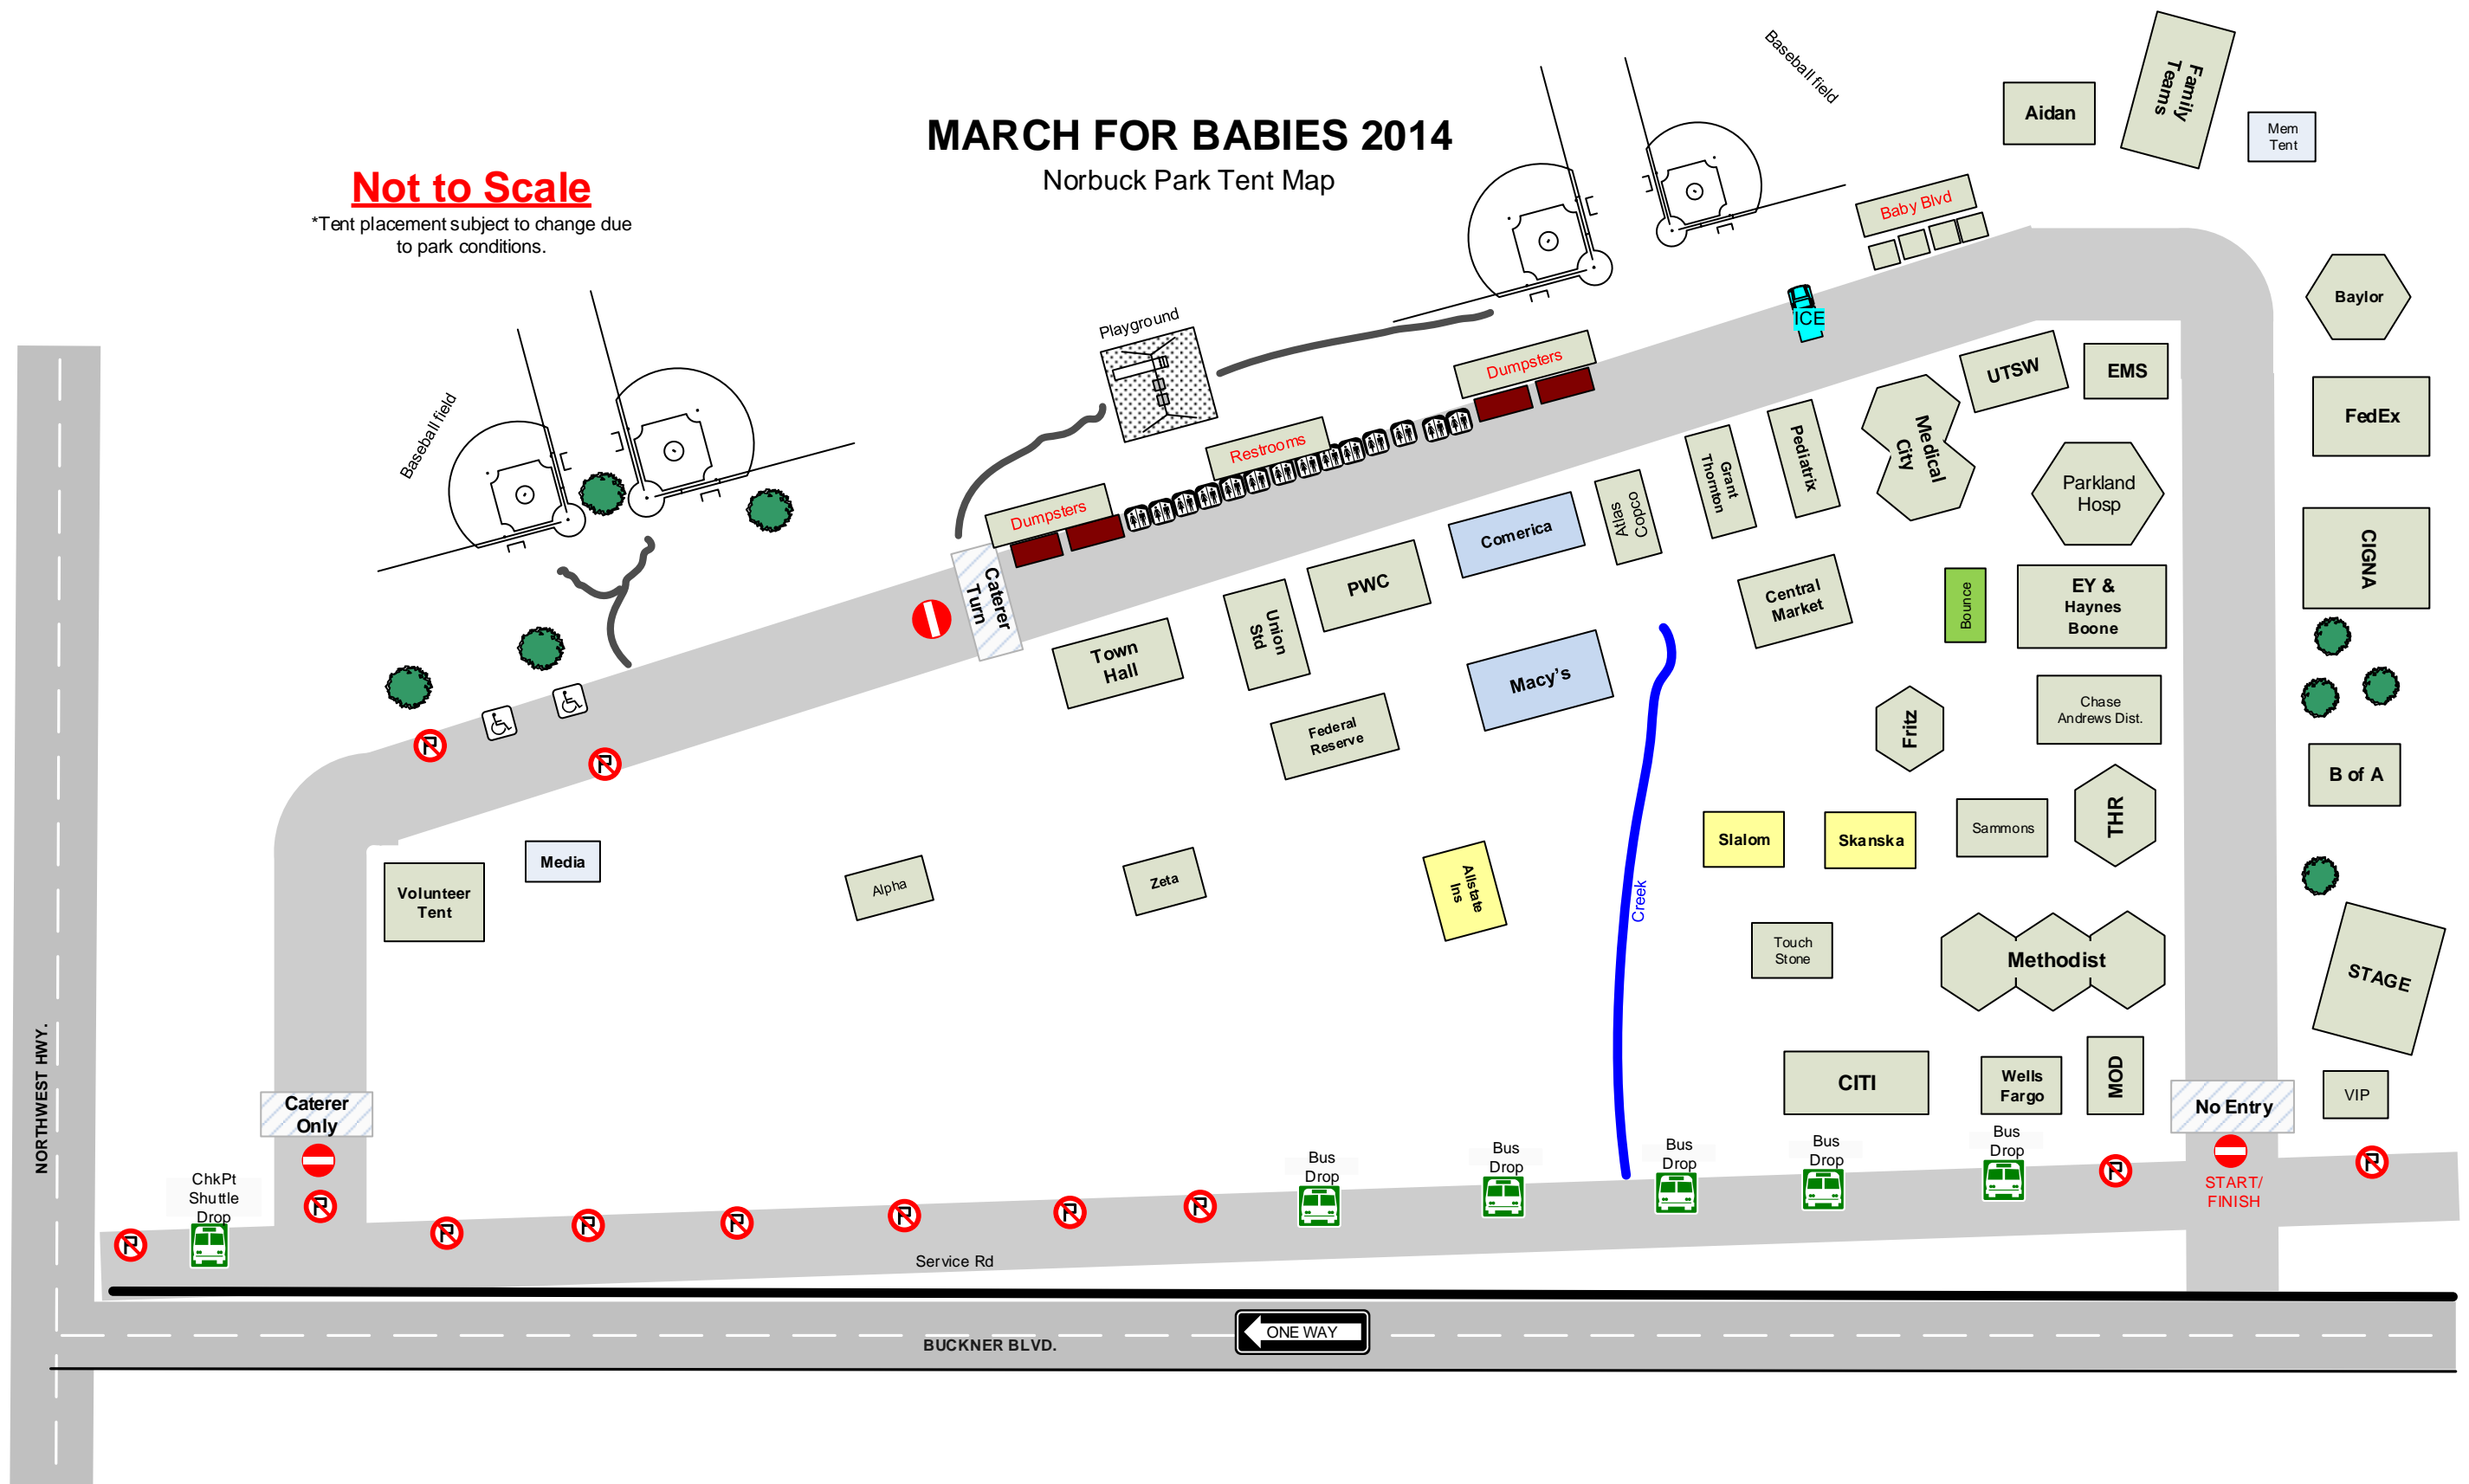 MARCH FOR BABIES 2014
Norbuck Park Tent Map
Not to Scale
*Tent placement subject to change due
to park conditions.
Baseball field
Aidan
Family
Teams
Mem
Tent
Baby Blvd
ICE
Baylor
Playground
Dumpsters
UTSW
EMS
FedEx
Baseball field
Restrooms
Medical
City
Pediatrix
Grant
Thornton
Parkland
Hosp
Dumpsters
Atlas
Copco
Comerica
CIGNA
Caterer
Turn
PWC
Central
Market
Bounce
EY &
Haynes
Boone
Union
Std
Town
Hall
Macy's
Federal
Reserve
Fritz
Chase
Andrews Dist.
B of A
Slalom
Skanska
Sammons
THR
Media
Volunteer
Tent
Alpha
Zeta
Allstate
Ins
Creek
Touch
Stone
Methodist
STAGE
CITI
Wells
Fargo
MOD
VIP
Caterer
Only
No Entry
START/
FINISH
NORTHWEST HWY.
ChkPt
Shuttle
Drop
Bus
Drop
Bus
Drop
Bus
Drop
Bus
Drop
Bus
Drop
P
P
P
P
P
P
P
P
P
P
P
P
Service Rd
ONE WAY
BUCKNER BLVD.